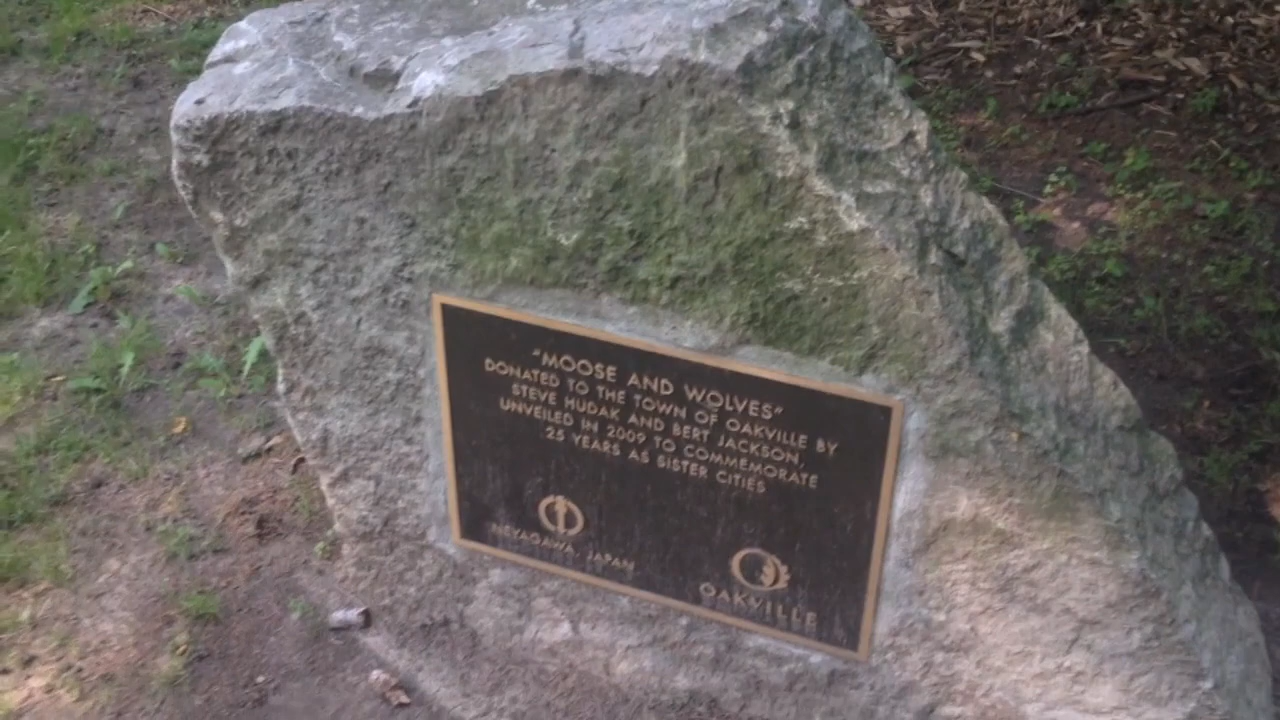 "MOOSE AND WOLVES"
DONATED TO THE TOWN OF OAKVILLE BY
STEVE HUDAK AND BERT JACKSON,
UNVEILED IN 2009 TO COMMEMORATE
25 YEARS AS SISTER CITIES
NEYAGAWA, JAPAN
OAKVILLE